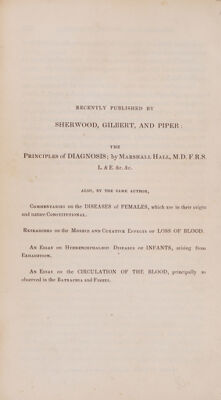 RECENTLY PUBLISHED BY
SHERWOOD, GILBERT, AND PIPER:
THE
PRINCIPLES of DIAGNOSIS; by MARSHALL HALL, M.D. F.R.S.
L. & E. &c. &c.
ALSO, BY THE SAME AUTHOR,
COMMENTARIES on the DISEASES of FEMALES, which are in their origin
and nature CONSTITUTIONAL.
RESEARCHES on the MORBID AND CURATIVE EFFECTS OF LOSS OF BLOOD.
AN ESSAY on HYDRENCEPHALOID DISEASES OF INFANTS, arising from
EXHAUSTION.
AN ESSAY on the CIRCULATION OF THE BLOOD, principally as
observed in the BATRACHIA and FISHES.